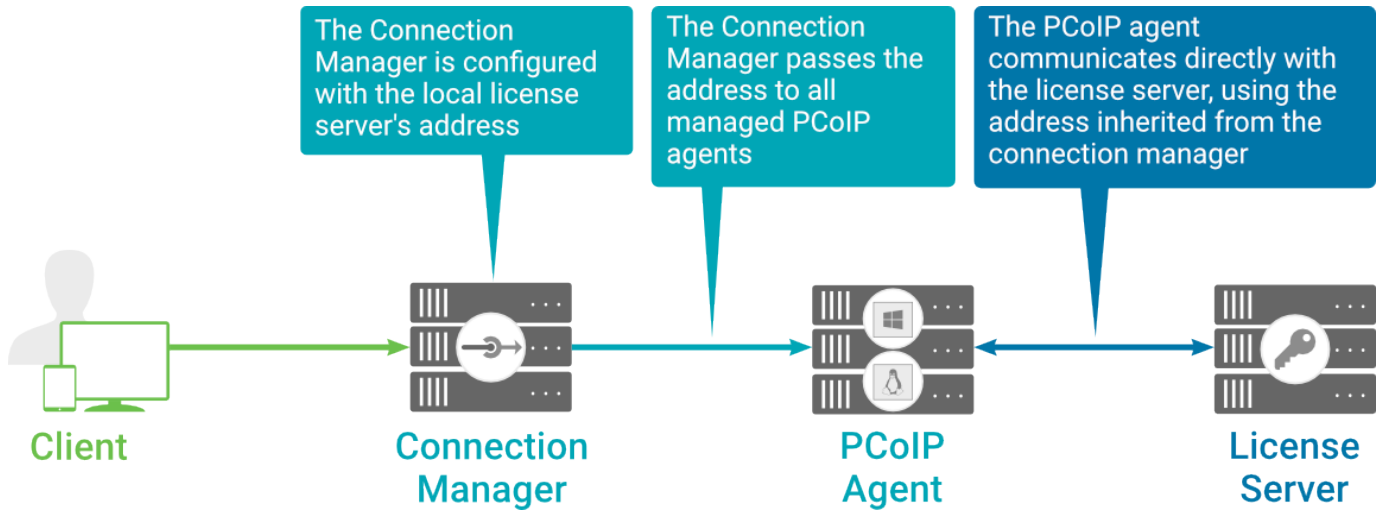 The Connection
Manager is configured
with the local license
server's address
The Connection
Manager passes the
address to all
managed PCoIP
agents
The PCoIP agent
communicates directly with
the license server, using the
address inherited from the
connection manager
Client
Connection
Manager
PCoIP
Agent
License
Server